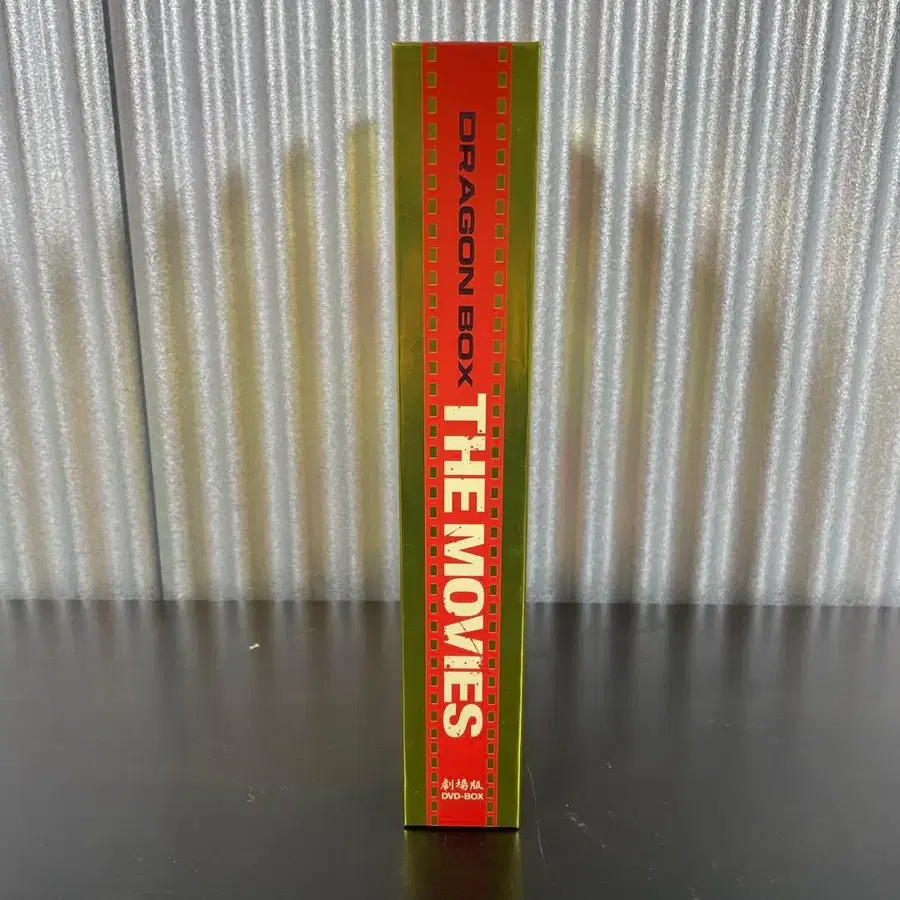 DRAGON BOX
THE MOVIES
劇場版
DVD-BOX